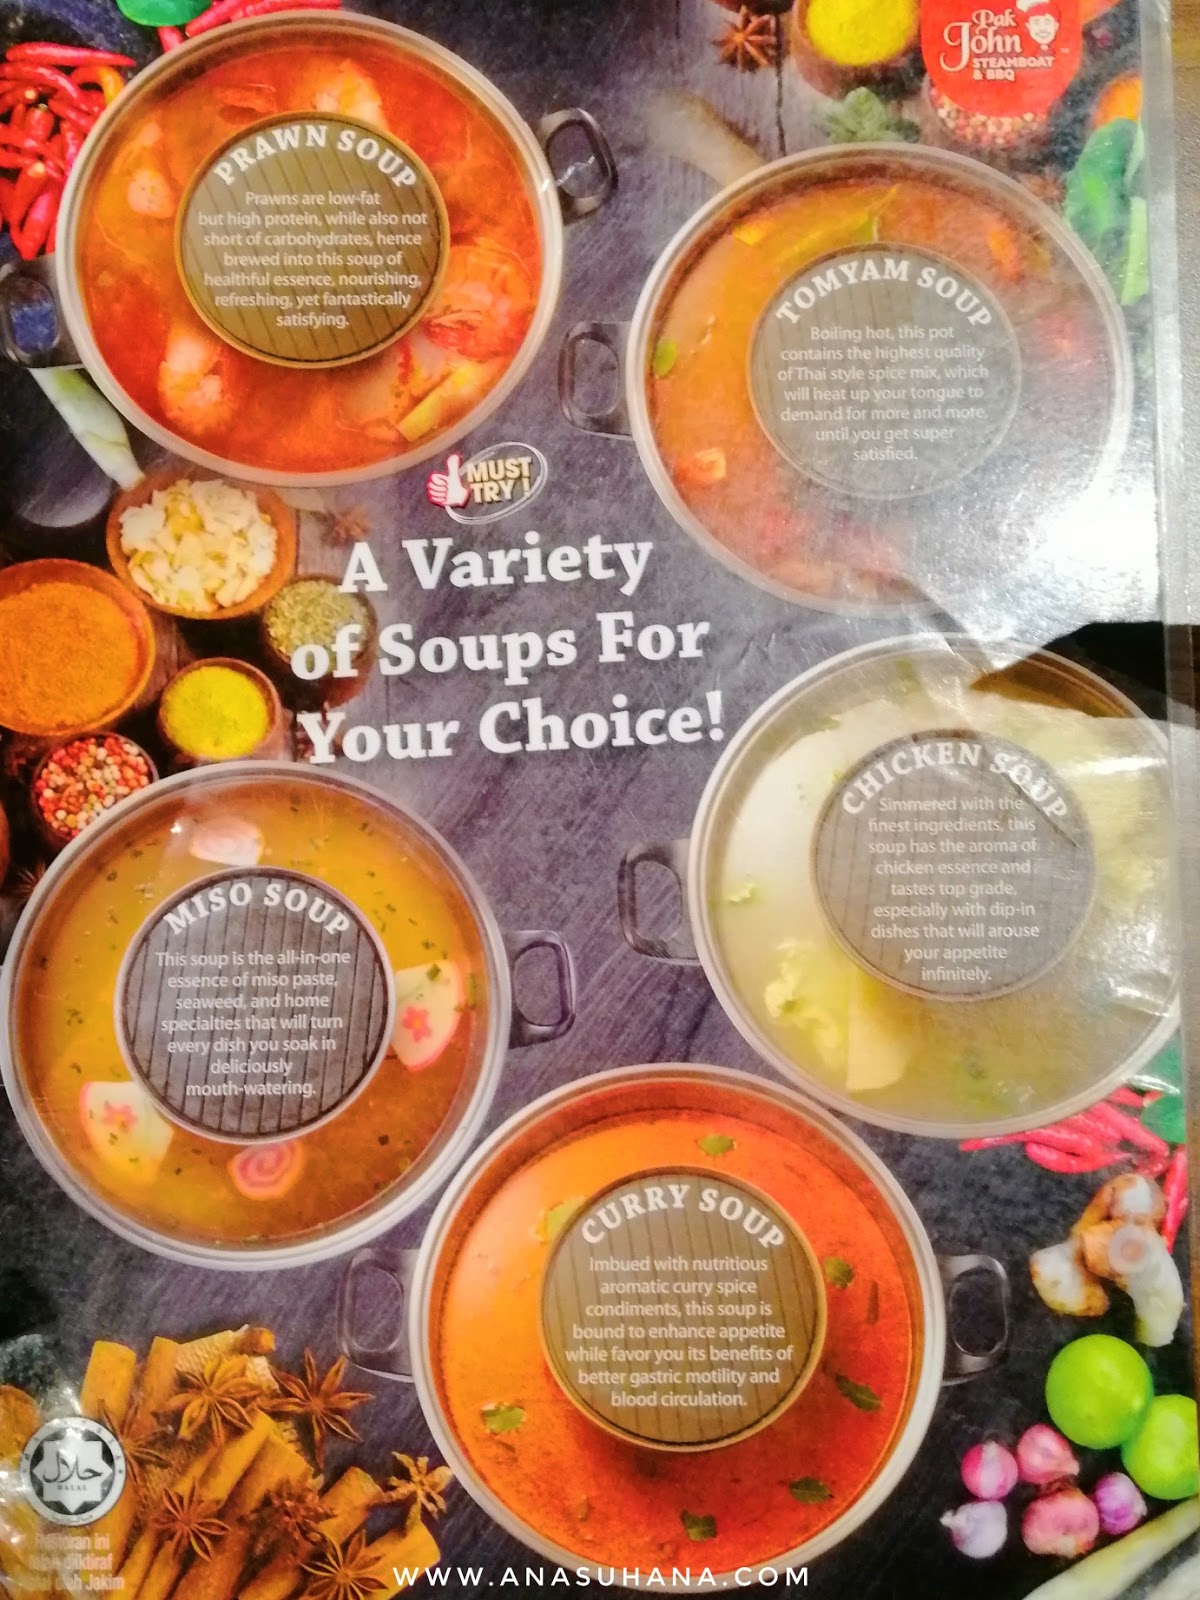 Pak
John
STEAMBOAT
& BBQ
PRAWN SOUP
Prawns are low-fat
but high protein, while also not
short of carbohydrates, hence
brewed into this soup of
healthful essence, nourishing,
refreshing, yet fantastically
satisfying.
TOMYAM SOUP
Boiling hot, this pot
contains the highest quality
of Thai style spice mix, which
will heat up your tongue to
demand for more and more,
until you get super
satisfied.
MUST
TRY !
A Variety
of Soups For
Your Choice!
CHICKEN SOUP
Simmered with the
finest ingredients, this
soup has the aroma of
chicken essence and
tastes top grade,
especially with dip-in
dishes that will arouse
your appetite
infinitely.
MISO SOUP
This soup is the all-in-one
essence of miso paste,
seaweed, and home
specialties that will turn
every dish you soak in
deliciously
mouth-watering.
CURRY SOUP
Imbued with nutritious
aromatic curry spice
condiments, this soup is
bound to enhance appetite
while favor you its benefits of
better gastric motility and
blood circulation.
حلال
HALAL
Restoran ini
diiktiraf
oleh Jakim
WWW.ANASUHANA.COM